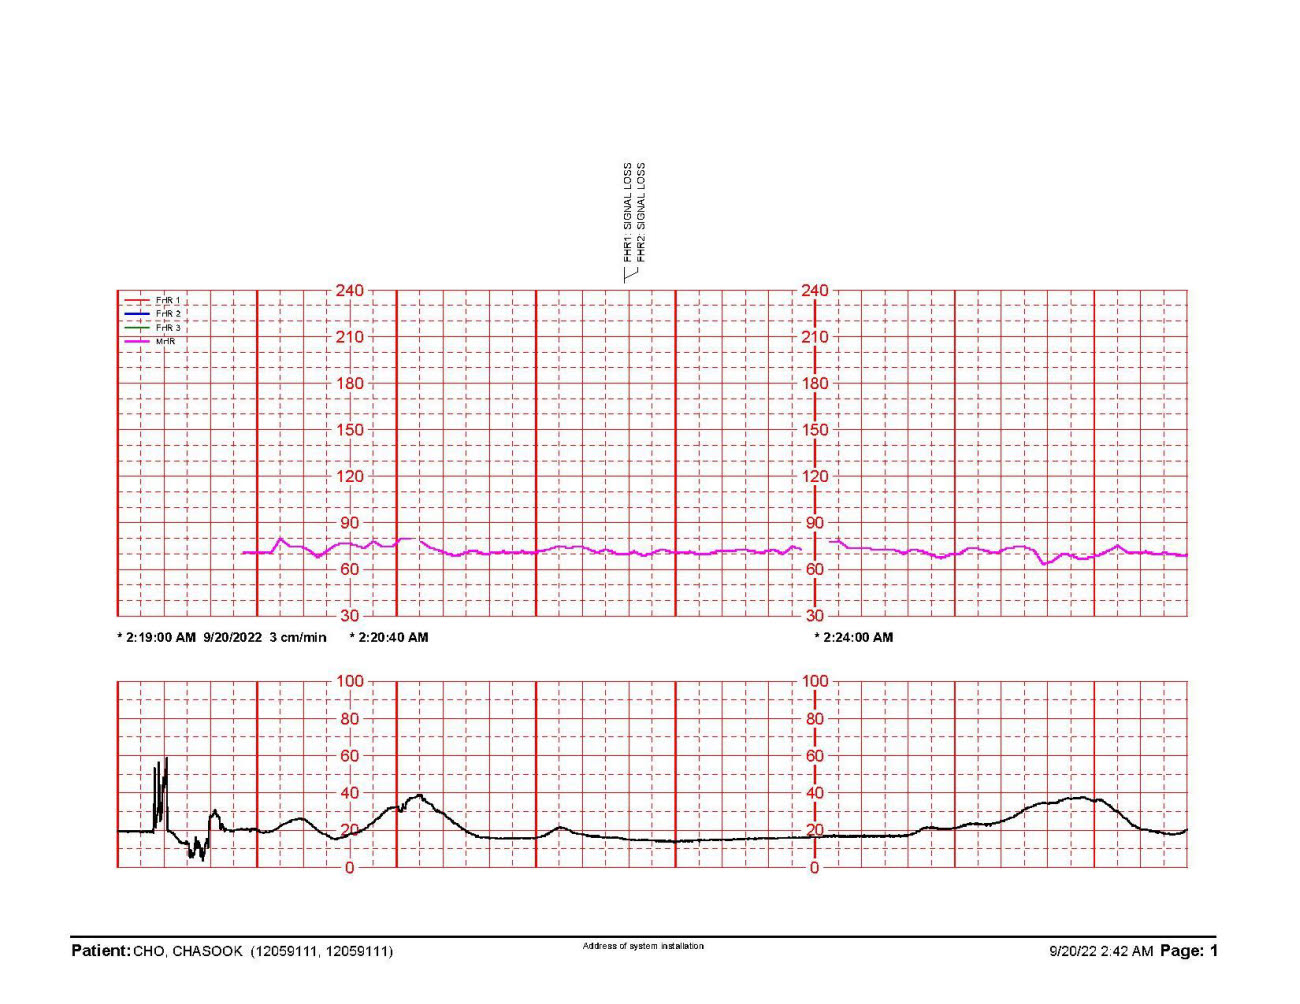 FHR1: SIGNAL LOSS
FHR2: SIGNAL LOSS
FHR 1
FHR 2
FHR 3
MHR
240 240
210 210
180 180
150 150
120 120
90 90
60 60
30 30
* 2:19:00 AM 9/20/2022 3 cm/min * 2:20:40 AM * 2:24:00 AM
100 100
80 80
60 60
40 40
20 20
0 0
Patient: CHO, CHASOOK (12059111, 12059111) Address of system installation 9/20/22 2:42 AM Page: 1